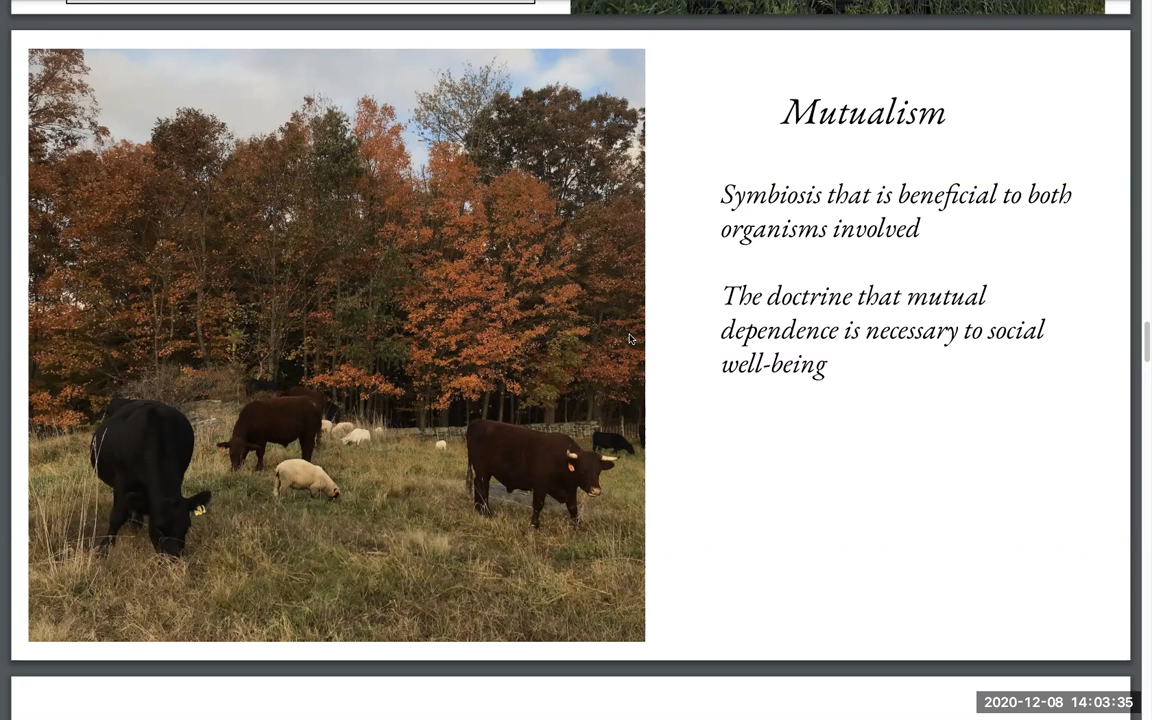 Mutualism
Symbiosis that is beneficial to both
organisms involved
The doctrine that mutual
dependence is necessary to social
well-being
2020-12-08 14:03:35